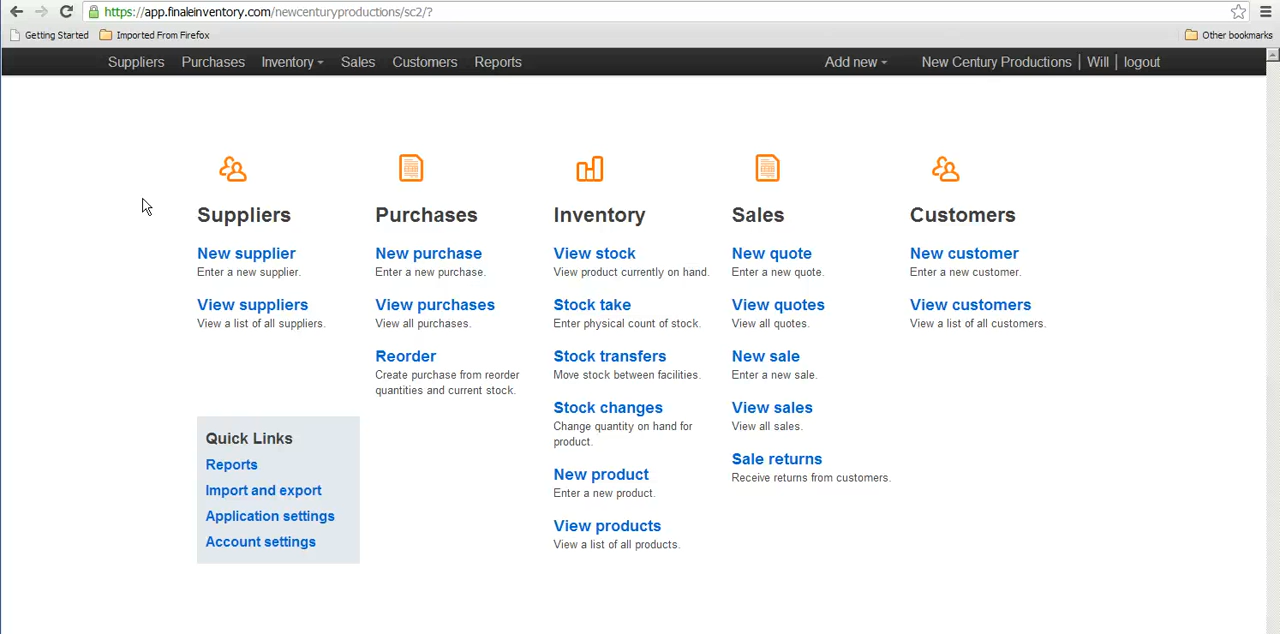 https://app.finaleinventory.com/newcenturyproductions/sc2/?
Getting Started Imported From Firefox Other bookmarks
Suppliers Purchases Inventory Sales Customers Reports Add new New Century Productions | Will | logout
Suppliers
New supplier
Enter a new supplier.
View suppliers
View a list of all suppliers.
Quick Links
Reports
Import and export
Application settings
Account settings
Purchases
New purchase
Enter a new purchase.
View purchases
View all purchases.
Reorder
Create purchase from reorder
quantities and current stock.
Inventory
View stock
View product currently on hand.
Stock take
Enter physical count of stock.
Stock transfers
Move stock between facilities.
Stock changes
Change quantity on hand for
product.
New product
Enter a new product.
View products
View a list of all products.
Sales
New quote
Enter a new quote.
View quotes
View all quotes.
New sale
Enter a new sale.
View sales
View all sales.
Sale returns
Receive returns from customers.
Customers
New customer
Enter a new customer.
View customers
View a list of all customers.